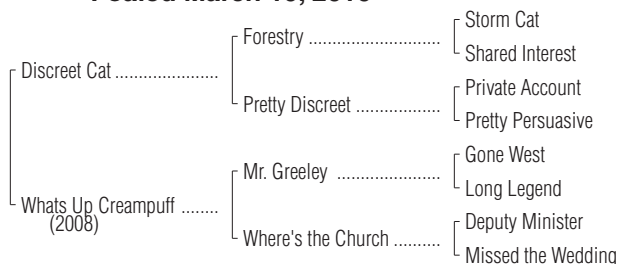 Storm Cat
Forestry
Shared Interest
Discreet Cat
Private Account
Pretty Discreet
Pretty Persuasive
Gone West
Mr. Greeley
Long Legend
Whats Up Creampuff
(2008)
Deputy Minister
Where's the Church
Missed the Wedding